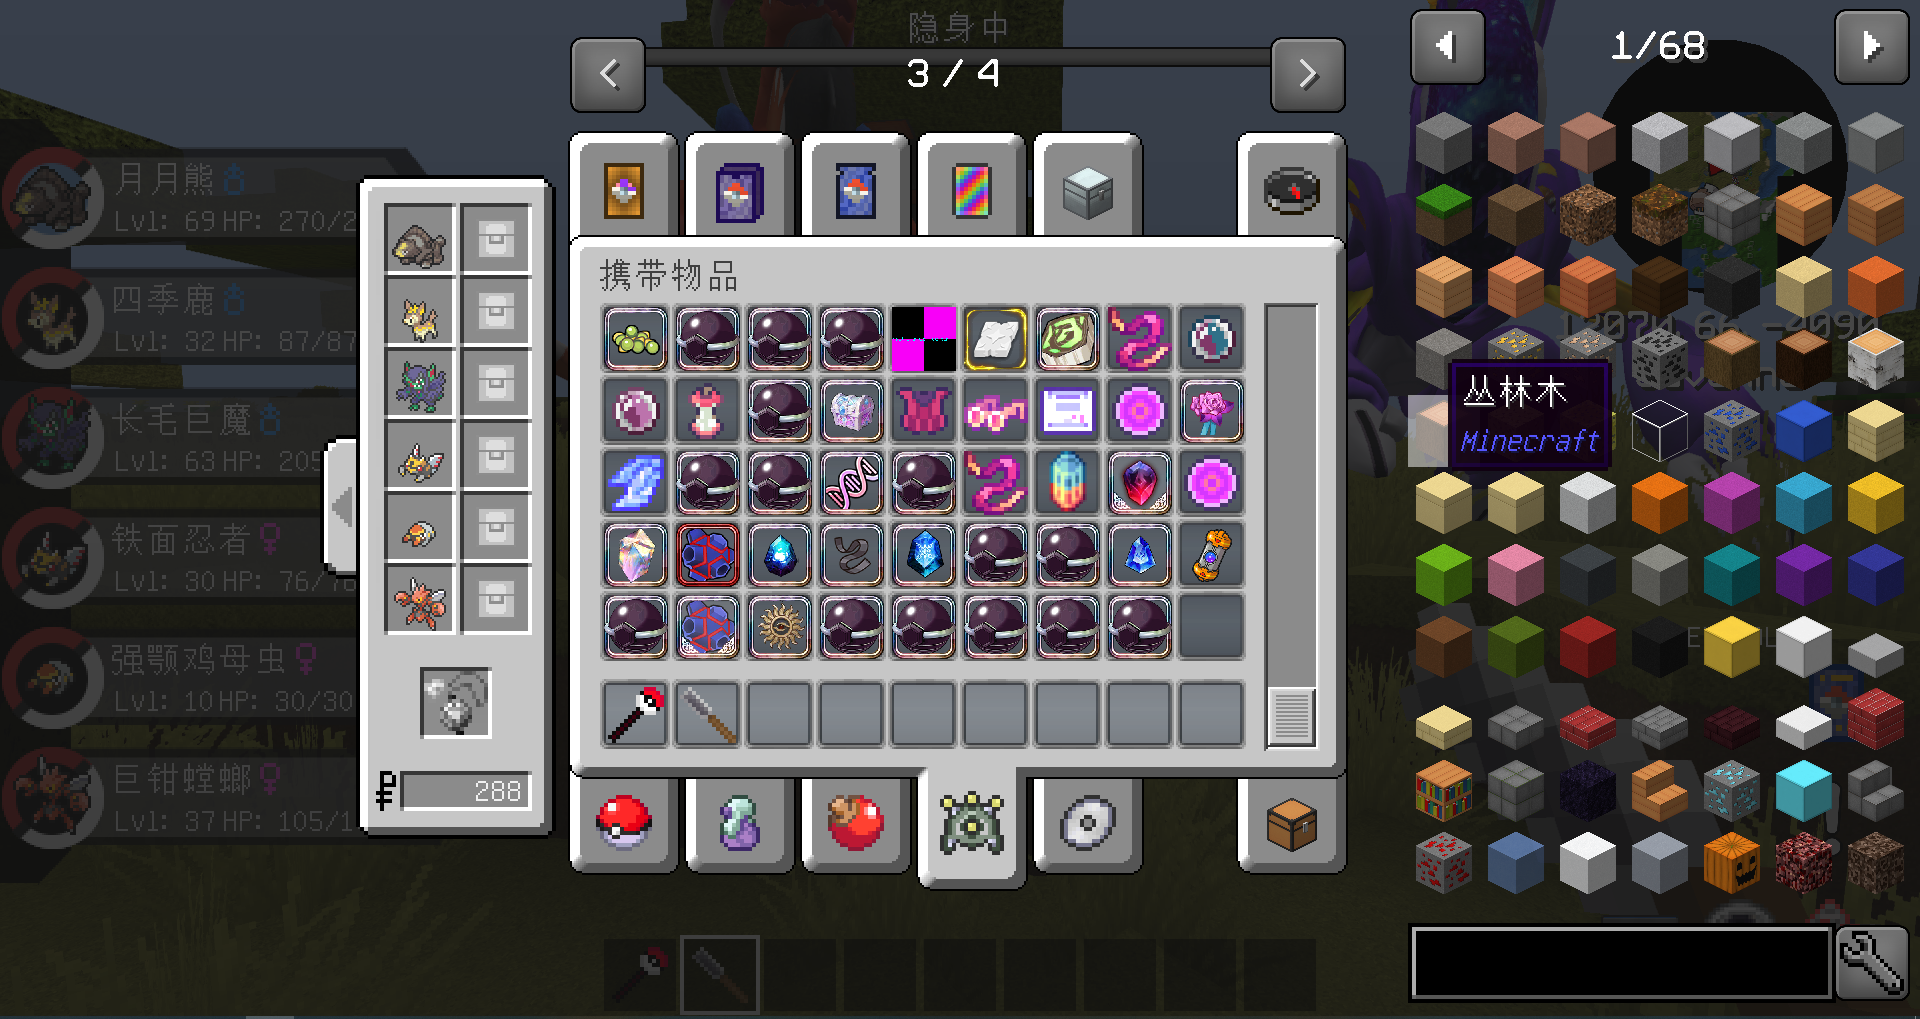 隐身中
3 / 4
1/68
月月熊
Lvl: 69 HP: 270/2
四季鹿
Lvl: 32 HP: 87/87
长毛巨魔
Lvl: 63 HP: 205
铁面忍者
Lvl: 30 HP: 76/76
强颚鸡母虫
Lvl: 10 HP: 30/30
巨钳螳螂
Lvl: 37 HP: 105/1
288
携带物品
丛林木
Minecraft